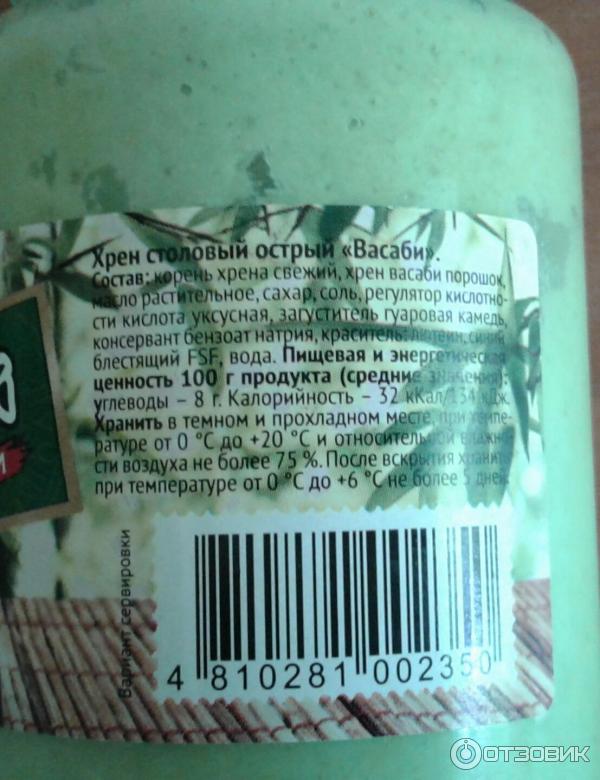 Хрен столовый острый «Васаби».
Состав: корень хрена свежий, хрен васаби порошок,
масло растительное, сахар, соль, регулятор кислотно-
сти кислота уксусная, загуститель гуаровая камедь,
консервант бензоат натрия, краситель: лютеин, синий
блестящий FSF, вода. Пищевая и энергетическая
ценность 100 г продукта (средние значения):
углеводы – 8 г. Калорийность – 32 кКал/134 кДж.
Хранить в темном и прохладном месте, при темпе-
ратуре от 0 °С до +20 °С и относительной влажно-
сти воздуха не более 75 %. После вскрытия хранить
при температуре от 0 °С до +6 °С не более 5 дней.
Вариант сервировки
4 810281 002350
ОТЗОВИК